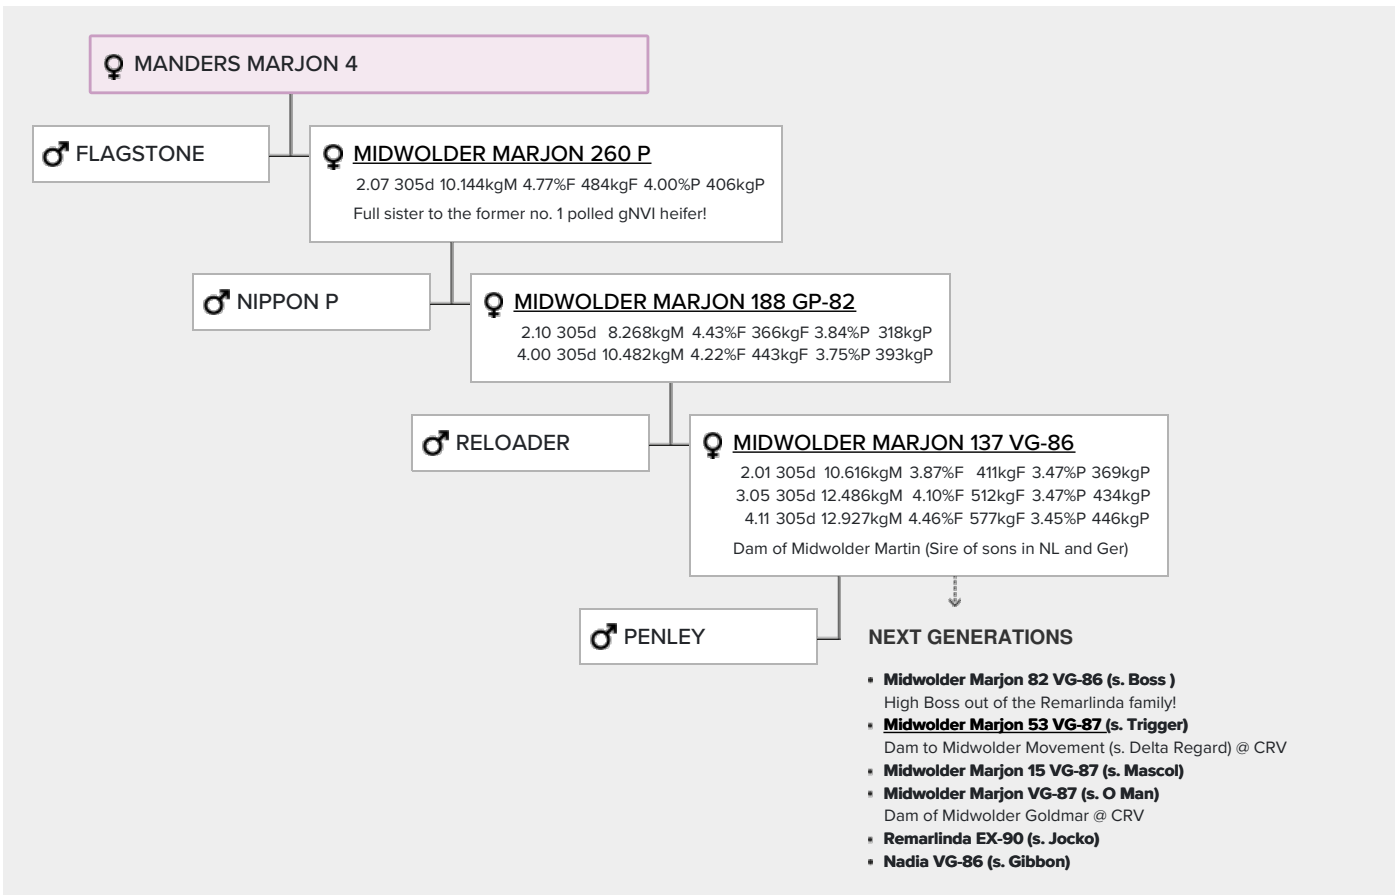 MANDERS MARJON 4
FLAGSTONE
MIDWOLDER MARJON 260 P
2.07 305d 10.144kgM 4.77%F 484kgF 4.00%P 406kgP
Full sister to the former no. 1 polled gNVI heifer!
NIPPON P
MIDWOLDER MARJON 188 GP-82
2.10 305d 8.268kgM 4.43%F 366kgF 3.84%P 318kgP
4.00 305d 10.482kgM 4.22%F 443kgF 3.75%P 393kgP
RELOADER
MIDWOLDER MARJON 137 VG-86
2.01 305d 10.616kgM 3.87%F 411kgF 3.47%P 369kgP
3.05 305d 12.486kgM 4.10%F 512kgF 3.47%P 434kgP
4.11 305d 12.927kgM 4.46%F 577kgF 3.45%P 446kgP
Dam of Midwolder Martin (Sire of sons in NL and Ger)
PENLEY
NEXT GENERATIONS
▪ Midwolder Marjon 82 VG-86 (s. Boss )
High Boss out of the Remarlinda family!
▪ Midwolder Marjon 53 VG-87 (s. Trigger)
Dam to Midwolder Movement (s. Delta Regard) @ CRV
▪ Midwolder Marjon 15 VG-87 (s. Mascol)
▪ Midwolder Marjon VG-87 (s. O Man)
Dam of Midwolder Goldmar @ CRV
▪ Remarlinda EX-90 (s. Jocko)
▪ Nadia VG-86 (s. Gibbon)